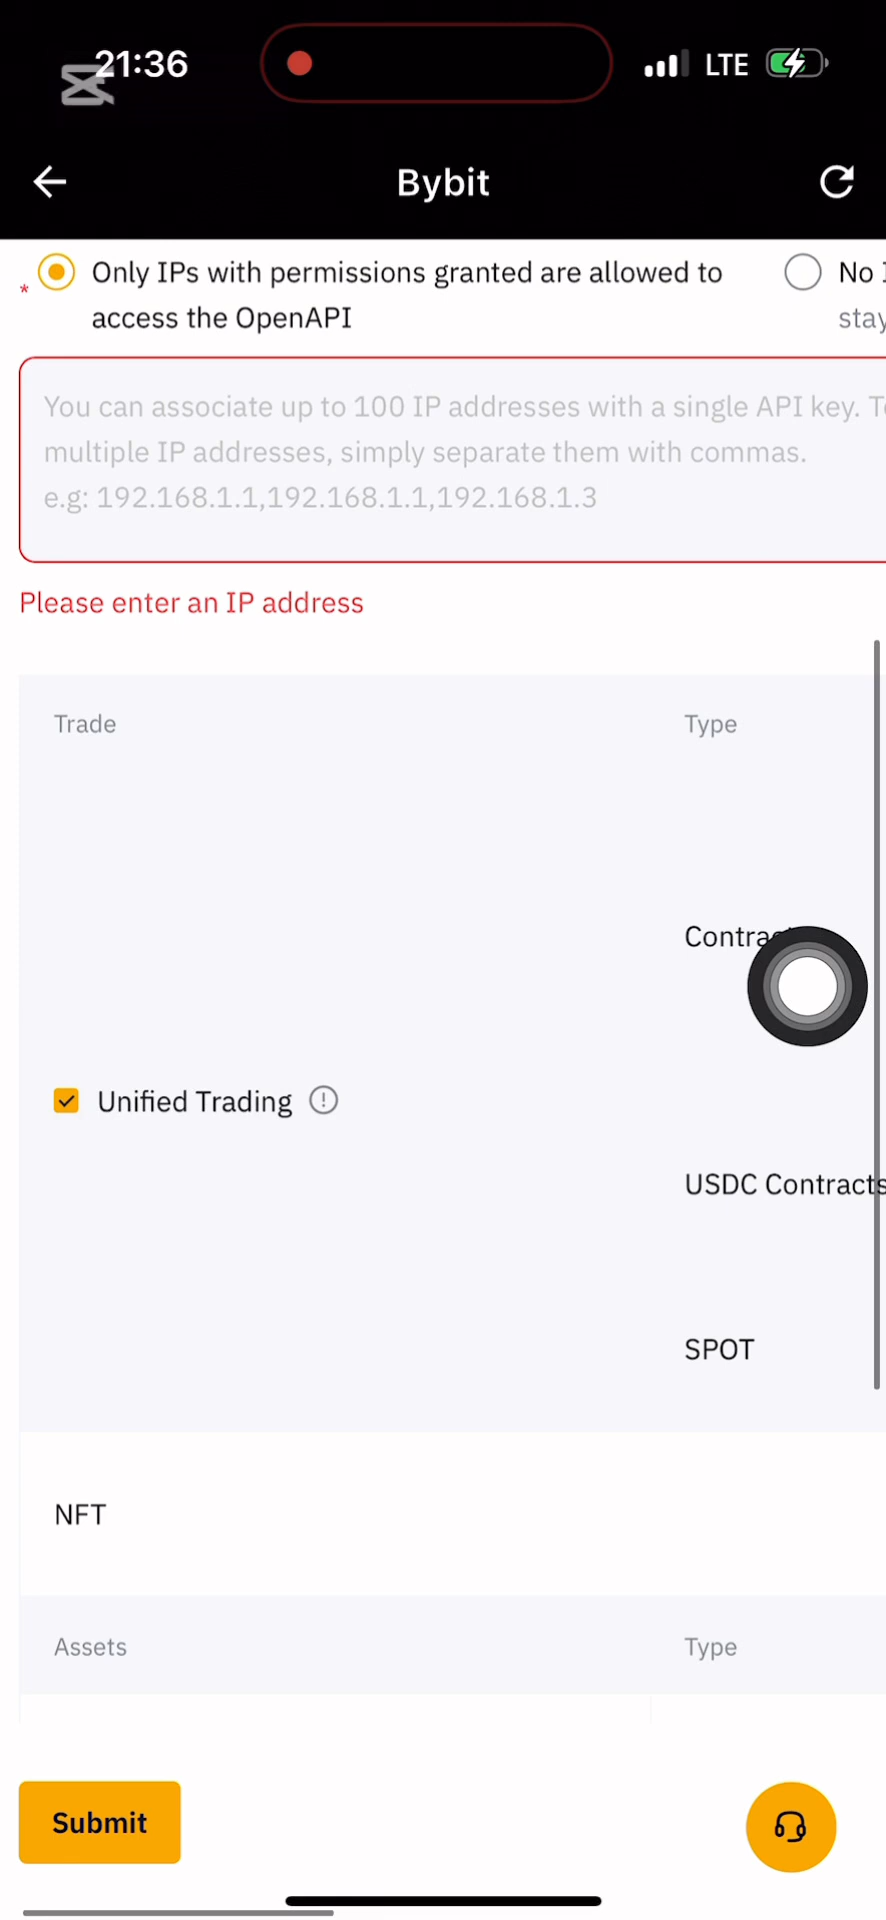 21:36
LTE
Bybit
* Only IPs with permissions granted are allowed to
access the OpenAPI
No
stay
You can associate up to 100 IP addresses with a single API key. T
multiple IP addresses, simply separate them with commas.
e.g: 192.168.1.1,192.168.1.1,192.168.1.3
Please enter an IP address
Trade
Type
Contrac
Unified Trading
USDC Contracts
SPOT
NFT
Assets
Type
Submit